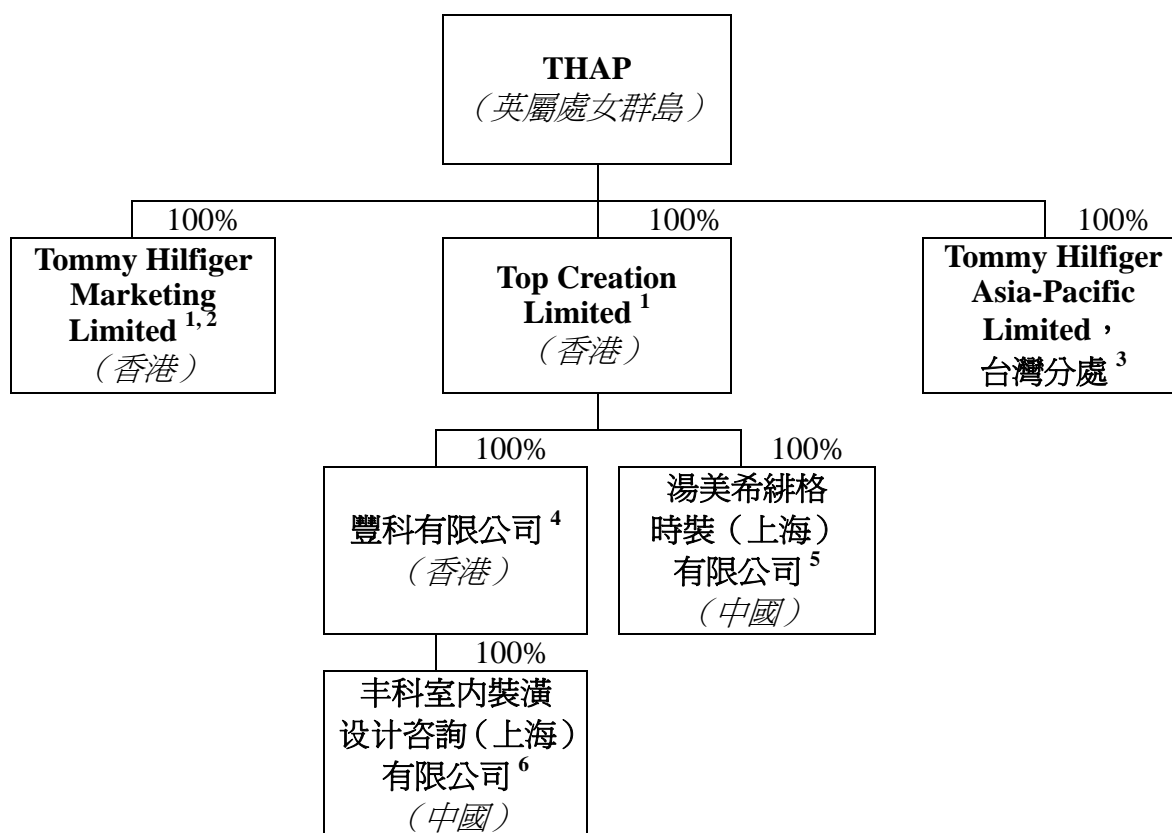 THAP
（英屬處女群島）
100%
100%
100%
Tommy Hilfiger
Marketing
Limited 1, 2
（香港）
Top Creation
Limited 1
（香港）
Tommy Hilfiger
Asia-Pacific
Limited，
台灣分處 3
100%
100%
豐科有限公司 4
（香港）
湯美希緋格
時裝（上海）
有限公司 5
（中國）
100%
丰科室内裝潢
设计咨詢（上海）
有限公司 6
（中國）